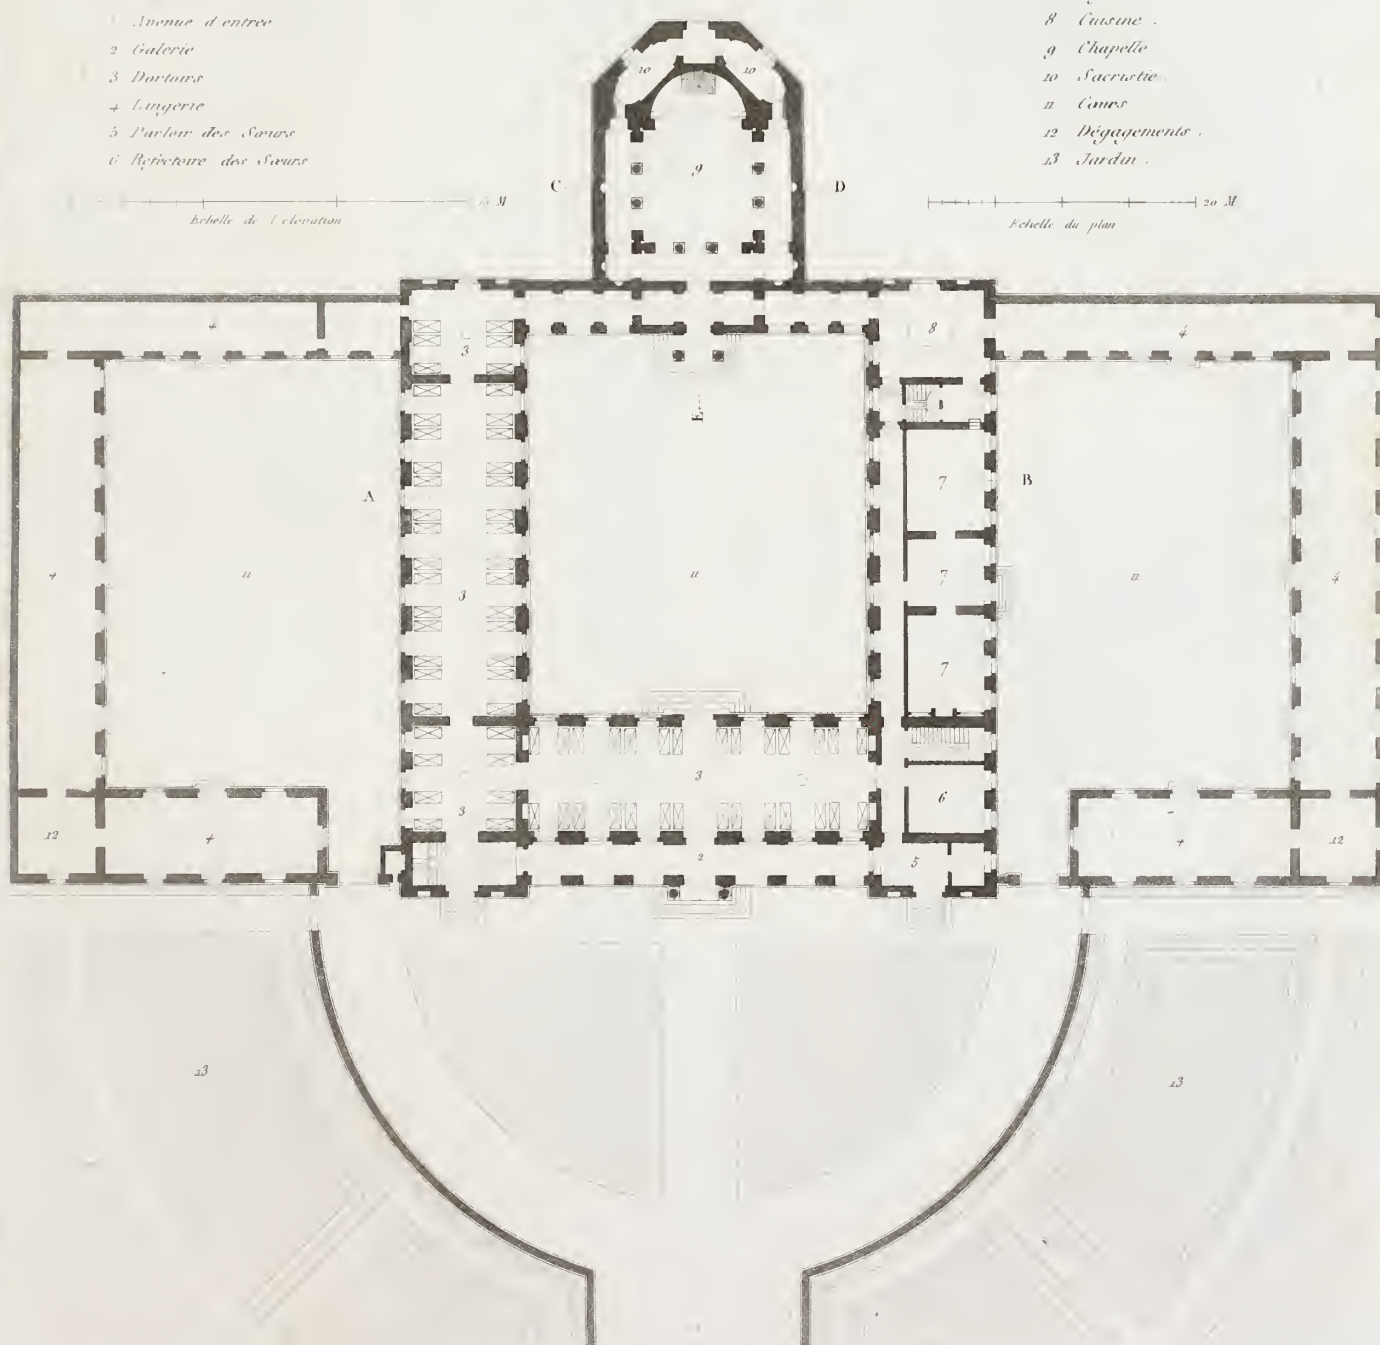 1 Avenue d'entrée
2 Galerie
3 Dortoirs
4 Lingerie
5 Parloir des Sœurs
6 Réfectoire des Sœurs
8 Cuisine.
9 Chapelle
10 Sacristie.
11 Cours
12 Dégagements.
13 Jardin.
15 M
Echelle de l'élévation
20 M
Echelle du plan
10 10
9
C D
4 3 8 4
E
A 7 B
4 11 3 11 7 11 4
7
3
3 6
12 4 2 5 4 12
13 13